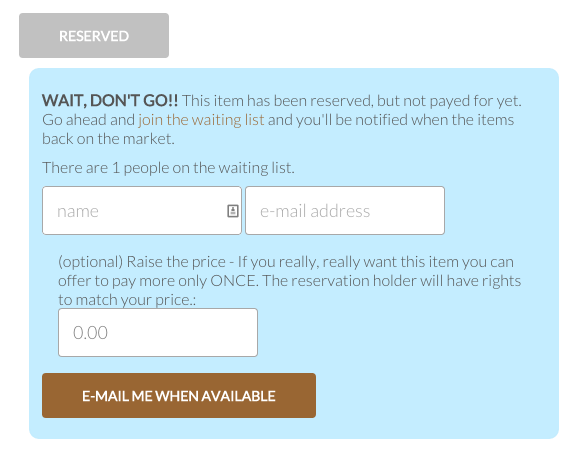 RESERVED
WAIT, DON'T GO!! This item has been reserved, but not payed for yet.
Go ahead and join the waiting list and you'll be notified when the items
back on the market.
There are 1 people on the waiting list.
name
e-mail address
(optional) Raise the price - If you really, really want this item you can
offer to pay more only ONCE. The reservation holder will have rights
to match your price.:
0.00
E-MAIL ME WHEN AVAILABLE